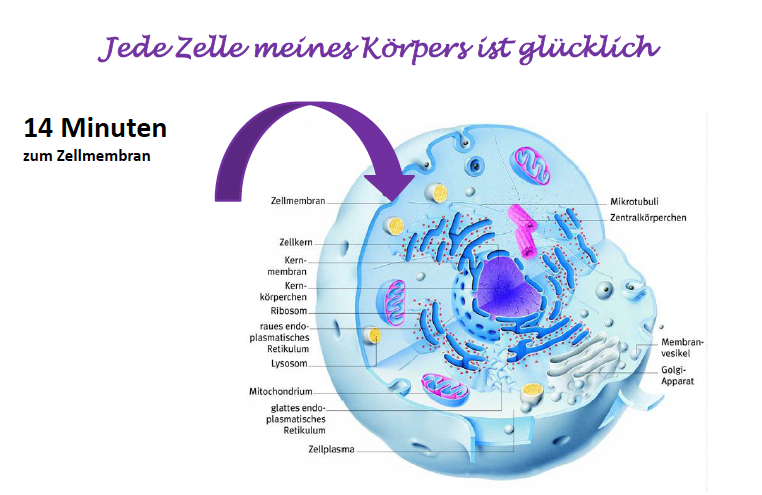 Jede Zelle meines Körpers ist glücklich
14 Minuten
zum Zellmembran
Zellmembran
Zellkern
Kern-
membran
Kern-
körperchen
Ribosom
raues endo-
plasmatisches
Retikulum
Lysosom
Mitochondrium
glattes endo-
plasmatisches
Retikulum
Zellplasma
Mikrotubuli
Zentralkörperchen
Membran-
vesikel
Golgi-
Apparat